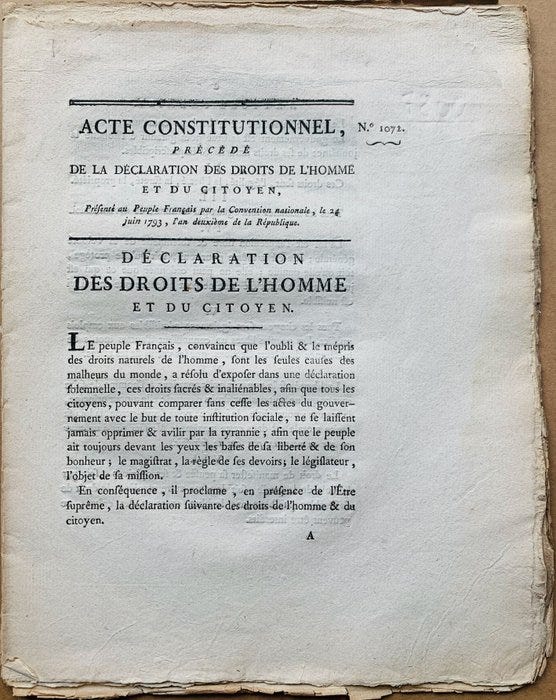 ACTE CONSTITUTIONNEL, N.º 1072.
PRÉCÉDÉ
DE LA DÉCLARATION DES DROITS DE L'HOMME
ET DU CITOYEN,
Préſenté au Peuple Français par la Convention nationale, le 24
juin 1793, l'an deuxième de la République.
DÉCLARATION
DES DROITS DE L'HOMME
ET DU CITOYEN.
LE peuple Français, convaincu que l'oubli & le mépris
des droits naturels de l'homme, ſont les ſeules cauſes des
malheurs du monde, a réſolu d'expoſer dans une déclaration
ſolemnelle, ces droits ſacrés & inaliénables, afin que tous les
citoyens, pouvant comparer ſans ceſſe les actes du gouver-
nement avec le but de toute inſtitution ſociale, ne ſe laiſſent
jamais opprimer & avilir par la tyrannie; afin que le peuple
ait toujours devant les yeux les baſes de ſa liberté & de ſon
bonheur; le magiſtrat, la règle de ſes devoirs; le légiſlateur,
l'objet de ſa miſſion.
En conſéquence, il proclame, en préſence de l'Être
ſuprême, la déclaration ſuivante des droits de l'homme & du
citoyen.
A